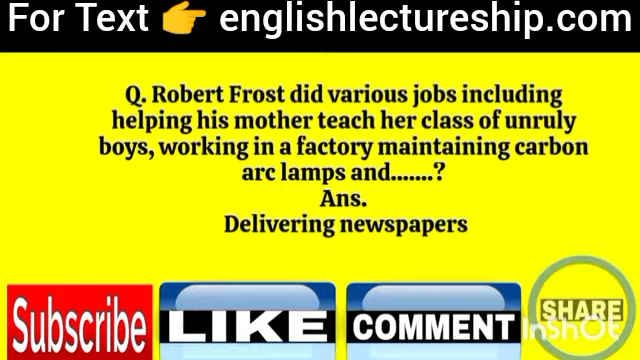 For Text 👉 englishlectureship.com
Q. Robert Frost did various jobs including
helping his mother teach her class of unruly
boys, working in a factory maintaining carbon
arc lamps and.......?
Ans.
Delivering newspapers
Subscribe
LIKE
COMMENT
SHARE
InShOt